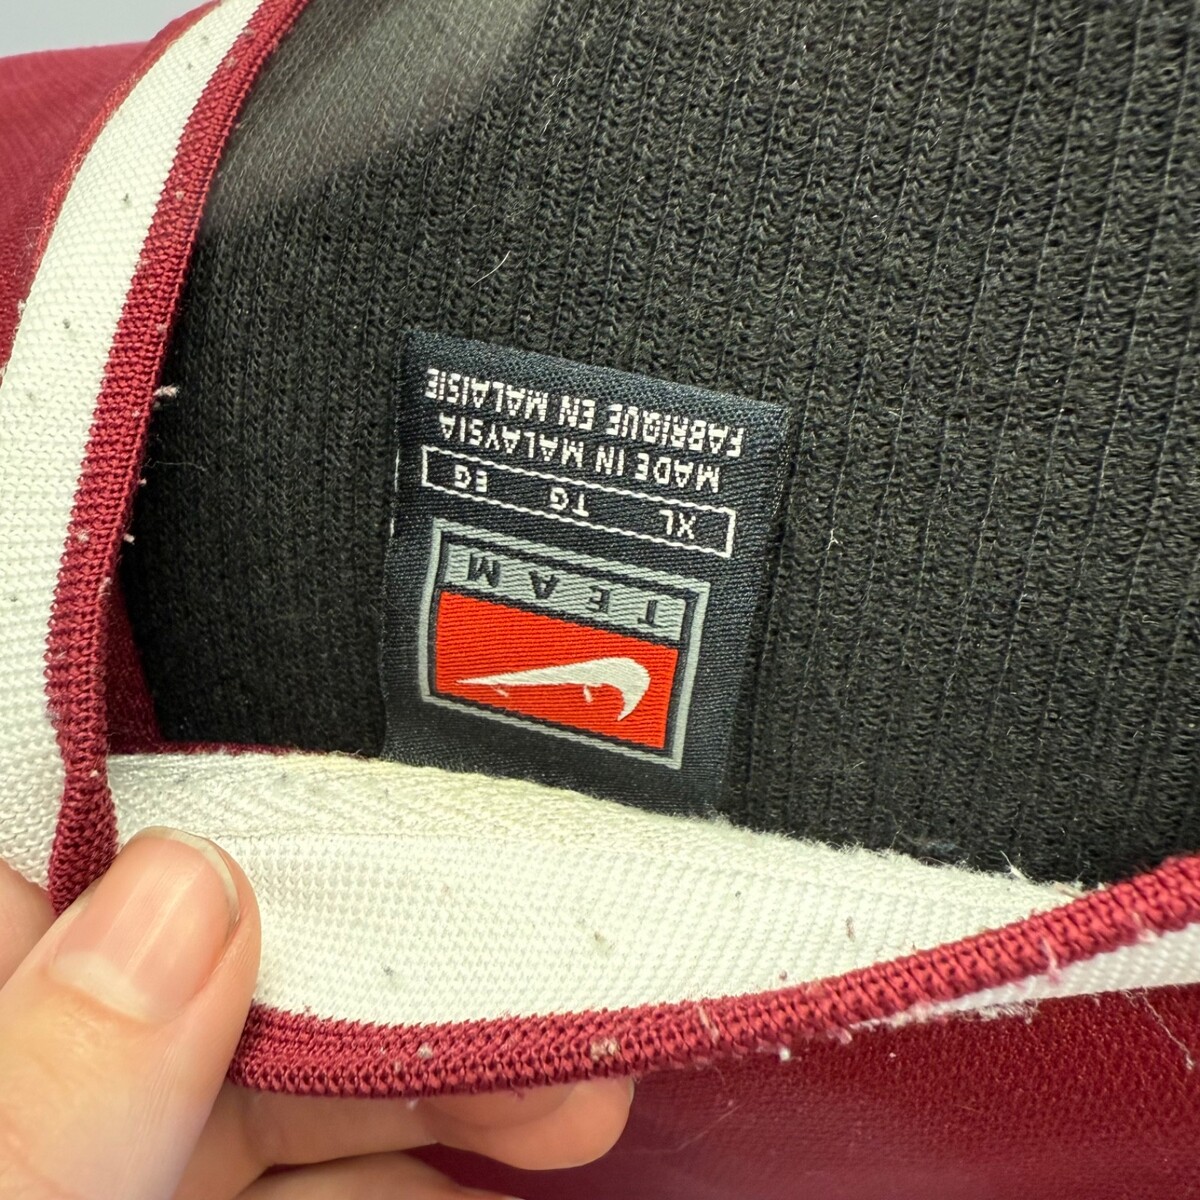 TEAM
XL TG EG
MADE IN MALAYSIA
FABRIQUE EN MALAISIE